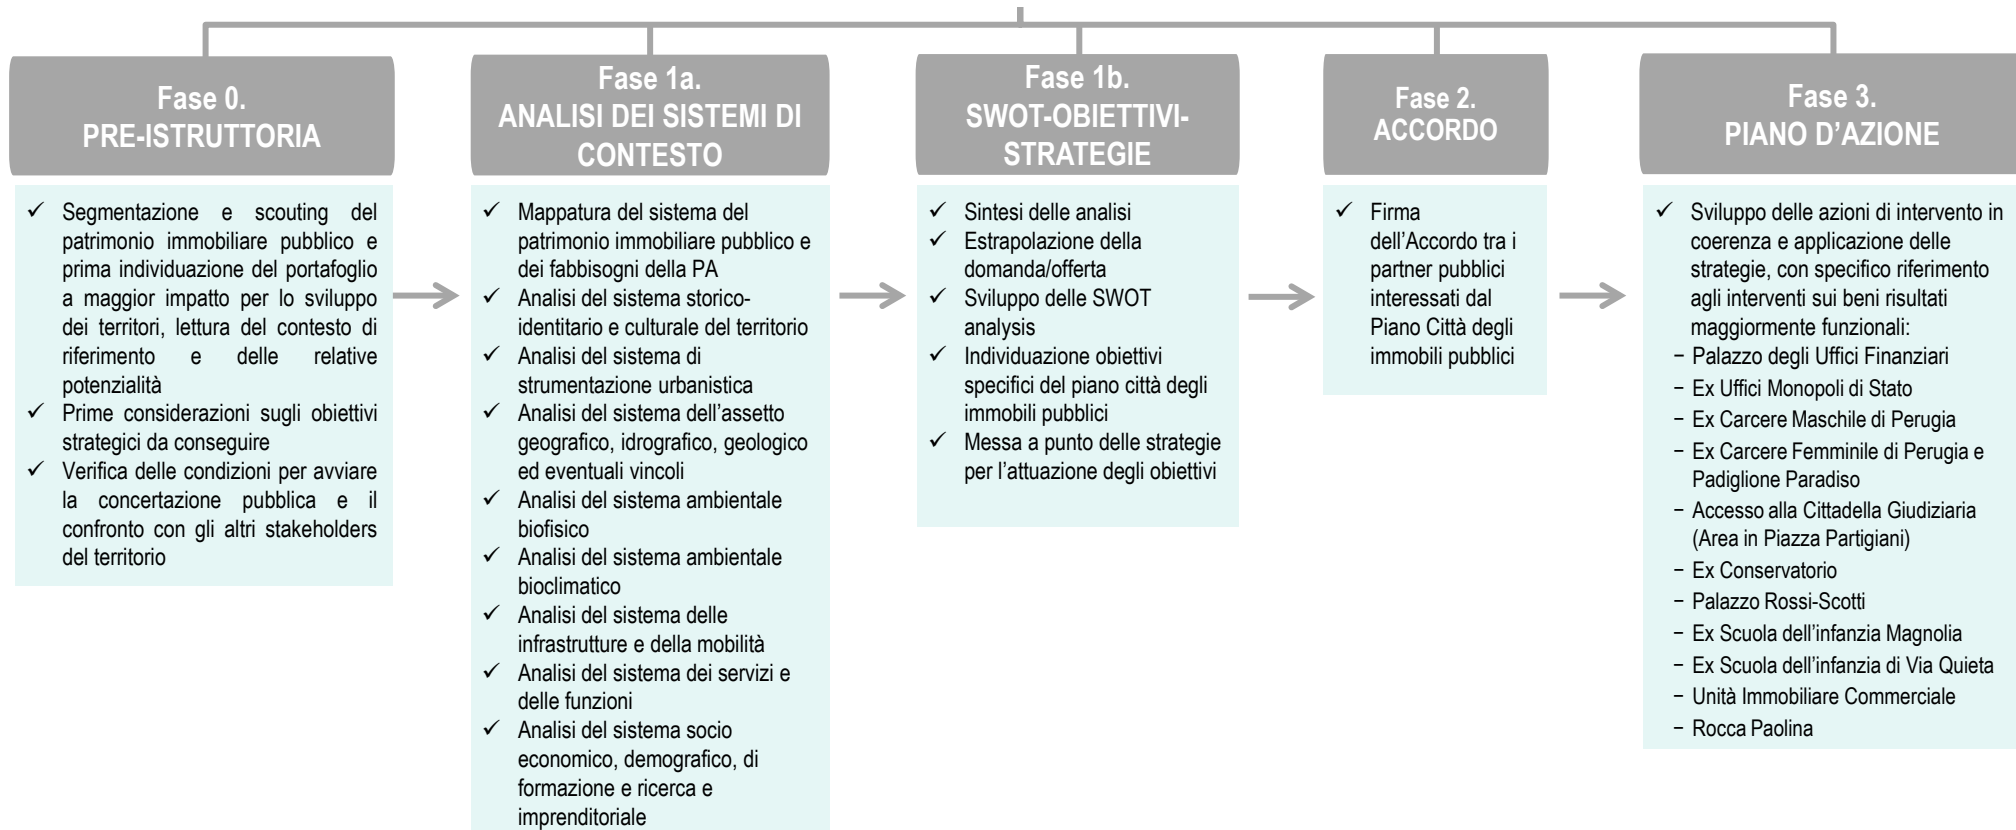 Fase 0.
PRE-ISTRUTTORIA
✓ Segmentazione e scouting del
patrimonio immobiliare pubblico e
prima individuazione del portafoglio
a maggior impatto per lo sviluppo
dei territori, lettura del contesto di
riferimento e delle relative
potenzialità
✓ Prime considerazioni sugli obiettivi
strategici da conseguire
✓ Verifica delle condizioni per avviare
la concertazione pubblica e il
confronto con gli altri stakeholders
del territorio
Fase 1a.
ANALISI DEI SISTEMI DI
CONTESTO
✓ Mappatura del sistema del
patrimonio immobiliare pubblico e
dei fabbisogni della PA
✓ Analisi del sistema storico-
identitario e culturale del territorio
✓ Analisi del sistema di
strumentazione urbanistica
✓ Analisi del sistema dell’assetto
geografico, idrografico, geologico
ed eventuali vincoli
✓ Analisi del sistema ambientale
biofisico
✓ Analisi del sistema ambientale
bioclimatico
✓ Analisi del sistema delle
infrastrutture e della mobilità
✓ Analisi del sistema dei servizi e
delle funzioni
✓ Analisi del sistema socio
economico, demografico, di
formazione e ricerca e
imprenditoriale
Fase 1b.
SWOT-OBIETTIVI-
STRATEGIE
✓ Sintesi delle analisi
✓ Estrapolazione della
domanda/offerta
✓ Sviluppo delle SWOT
analysis
✓ Individuazione obiettivi
specifici del piano città degli
immobili pubblici
✓ Messa a punto delle strategie
per l’attuazione degli obiettivi
Fase 2.
ACCORDO
✓ Firma
dell’Accordo tra i
partner pubblici
interessati dal
Piano Città degli
immobili pubblici
Fase 3.
PIANO D’AZIONE
✓ Sviluppo delle azioni di intervento in
coerenza e applicazione delle
strategie, con specifico riferimento
agli interventi sui beni risultati
maggiormente funzionali:
− Palazzo degli Uffici Finanziari
− Ex Uffici Monopoli di Stato
− Ex Carcere Maschile di Perugia
− Ex Carcere Femminile di Perugia e
Padiglione Paradiso
− Accesso alla Cittadella Giudiziaria
(Area in Piazza Partigiani)
− Ex Conservatorio
− Palazzo Rossi-Scotti
− Ex Scuola dell’infanzia Magnolia
− Ex Scuola dell’infanzia di Via Quieta
− Unità Immobiliare Commerciale
− Rocca Paolina